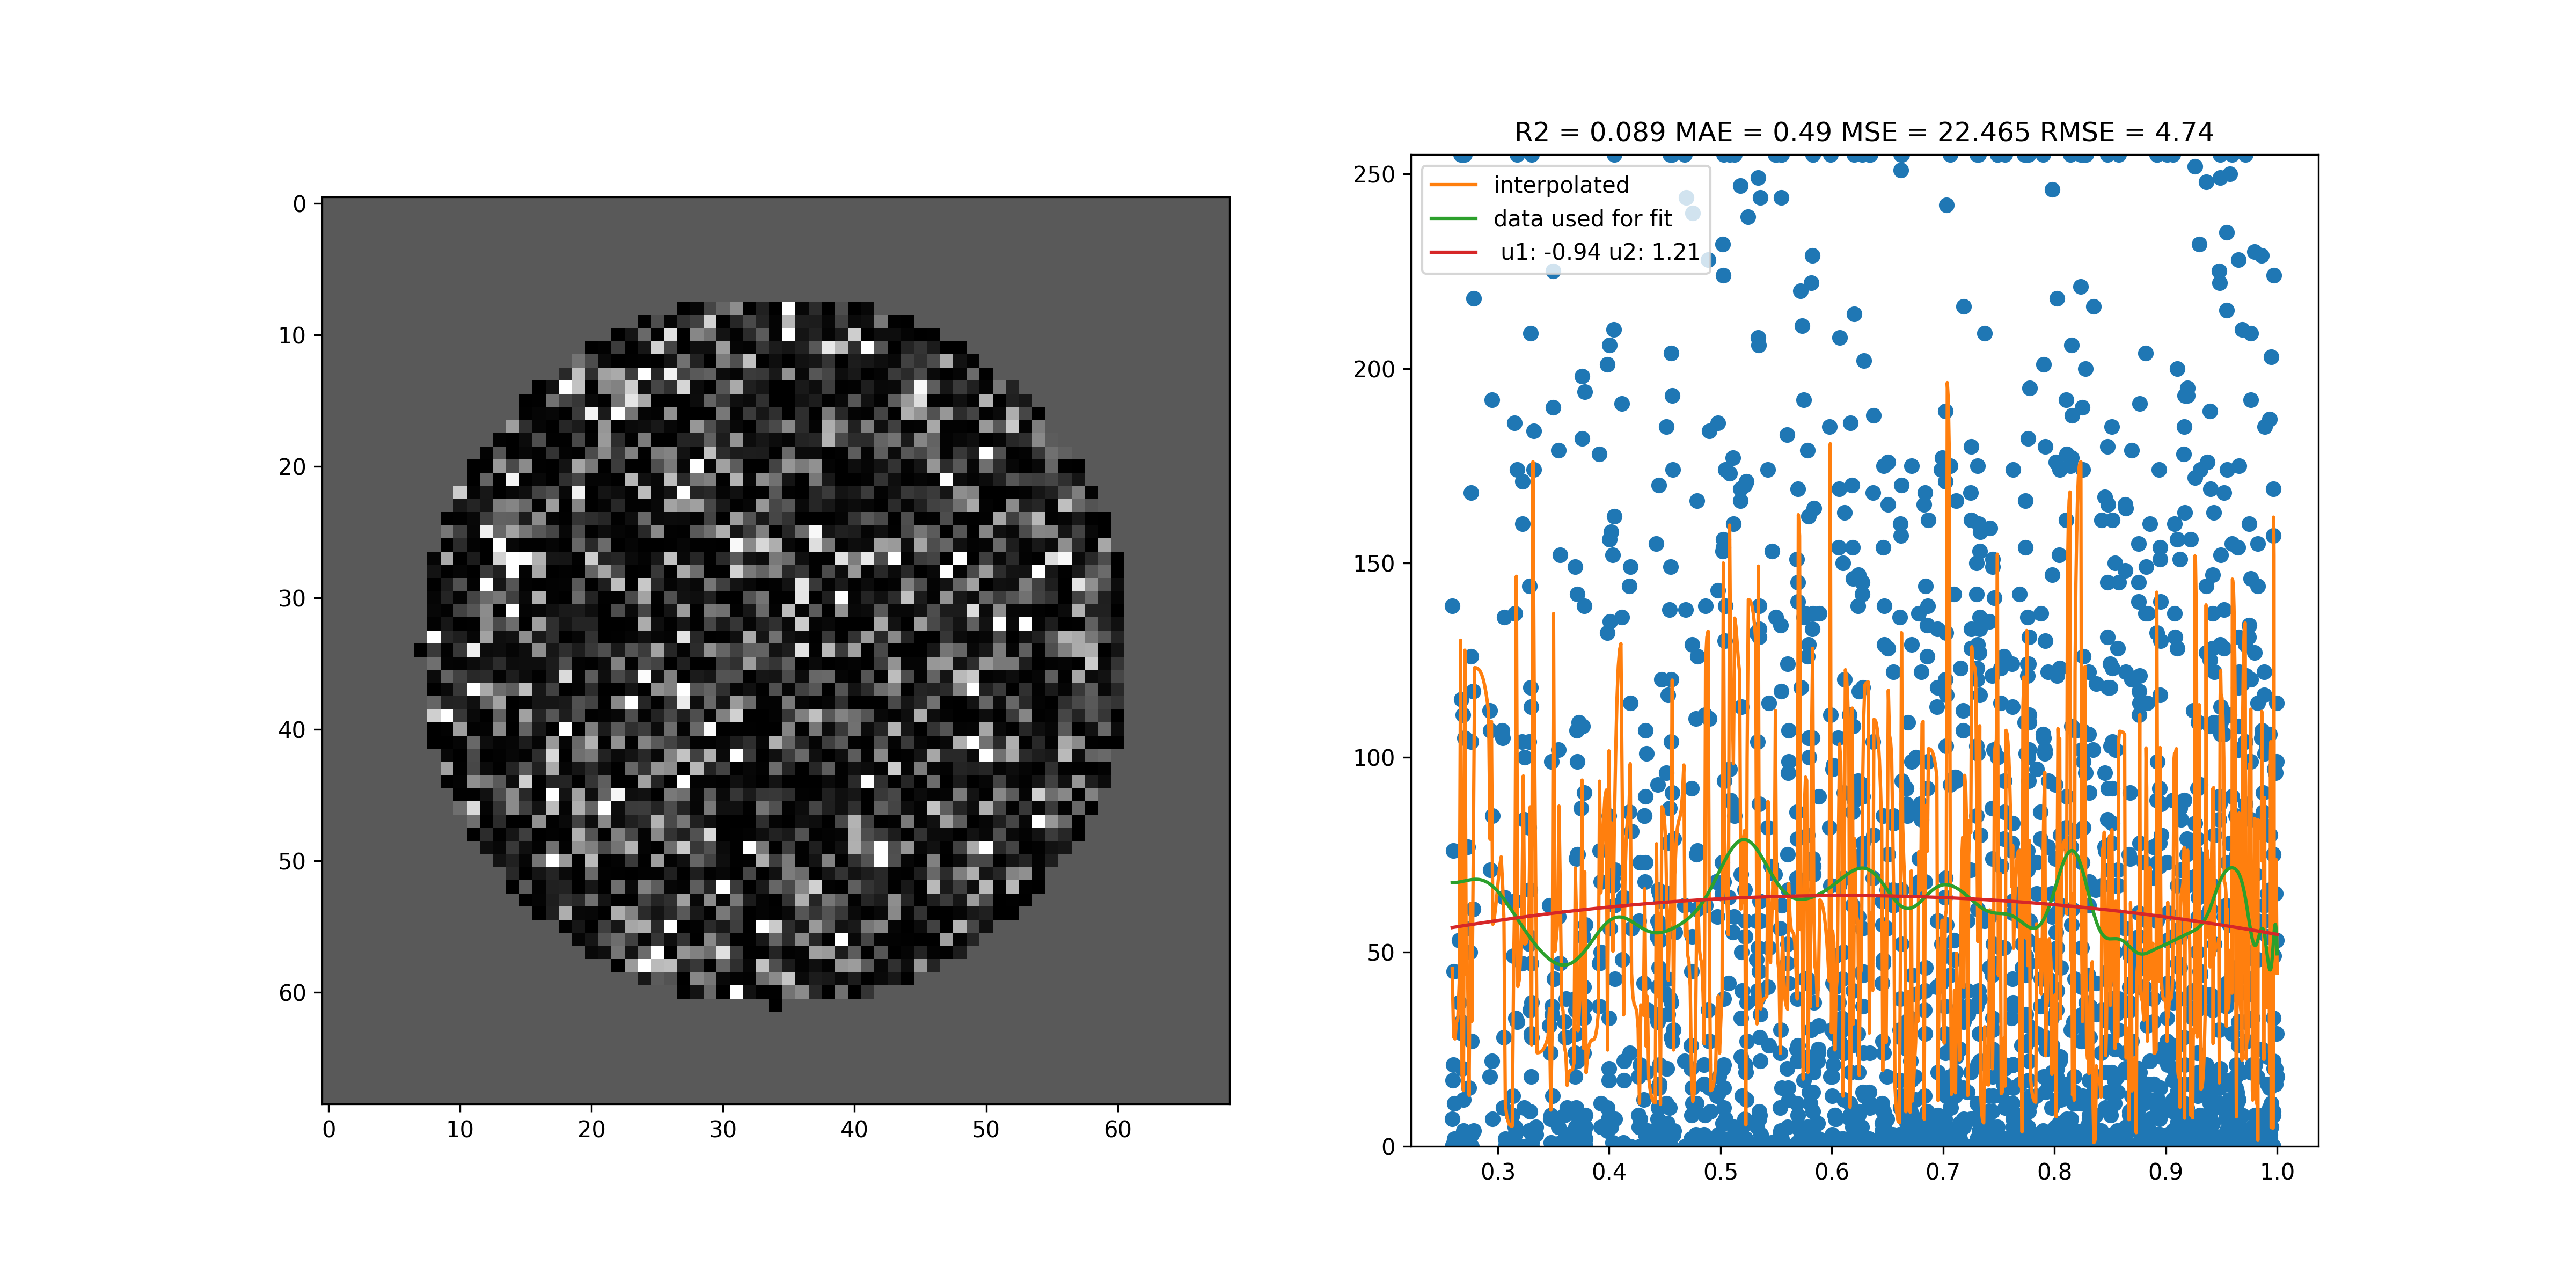 R2 = 0.089 MAE = 0.49 MSE = 22.465 RMSE = 4.74
interpolated
data used for fit
u1: -0.94 u2: 1.21
0
10
20
30
40
50
60
0 10 20 30 40 50 60
250
200
150
100
50
0
0.3 0.4 0.5 0.6 0.7 0.8 0.9 1.0